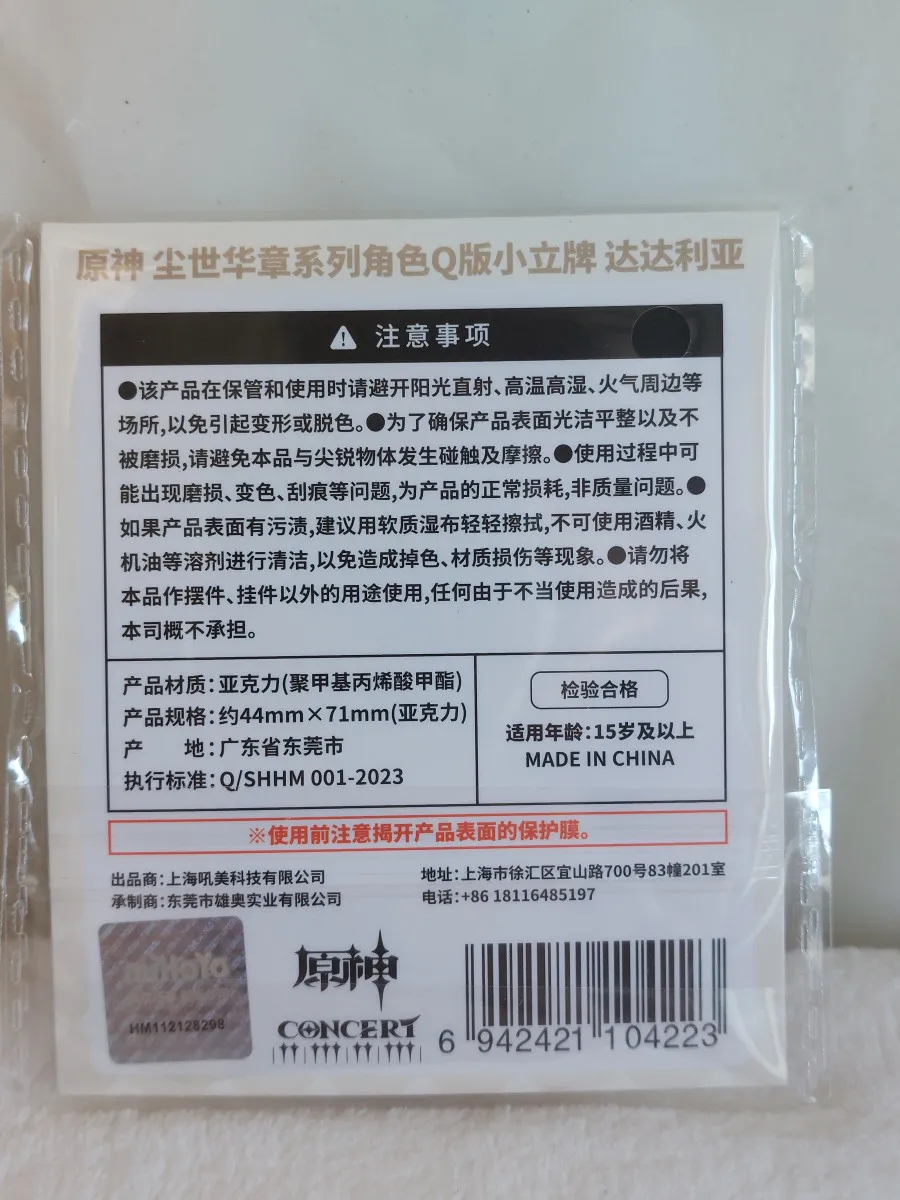 原神 尘世华章系列角色Q版小立牌 达达利亚
注意事项
●该产品在保管和使用时请避开阳光直射、高温高湿、火气周边等
场所,以免引起变形或脱色。●为了确保产品表面光洁平整以及不
被磨损,请避免本品与尖锐物体发生碰触及摩擦。●使用过程中可
能出现磨损、变色、刮痕等问题,为产品的正常损耗,非质量问题。●
如果产品表面有污渍,建议用软质湿布轻轻擦拭,不可使用酒精、火
机油等溶剂进行清洁,以免造成掉色、材质损伤等现象。●请勿将
本品作摆件、挂件以外的用途使用,任何由于不当使用造成的后果,
本司概不承担。
产品材质:亚克力(聚甲基丙烯酸甲酯)
产品规格:约44mm×71mm(亚克力)
产 地:广东省东莞市
执行标准:Q/SHHM 001-2023
检验合格
适用年龄:15岁及以上
MADE IN CHINA
※使用前注意揭开产品表面的保护膜。
出品商:上海吼美科技有限公司
承制商:东莞市雄奥实业有限公司
地址:上海市徐汇区宜山路700号83幢201室
电话:+86 18116485197
miHoYo
HM112128298
原神
CONCERT
6 942421 104223